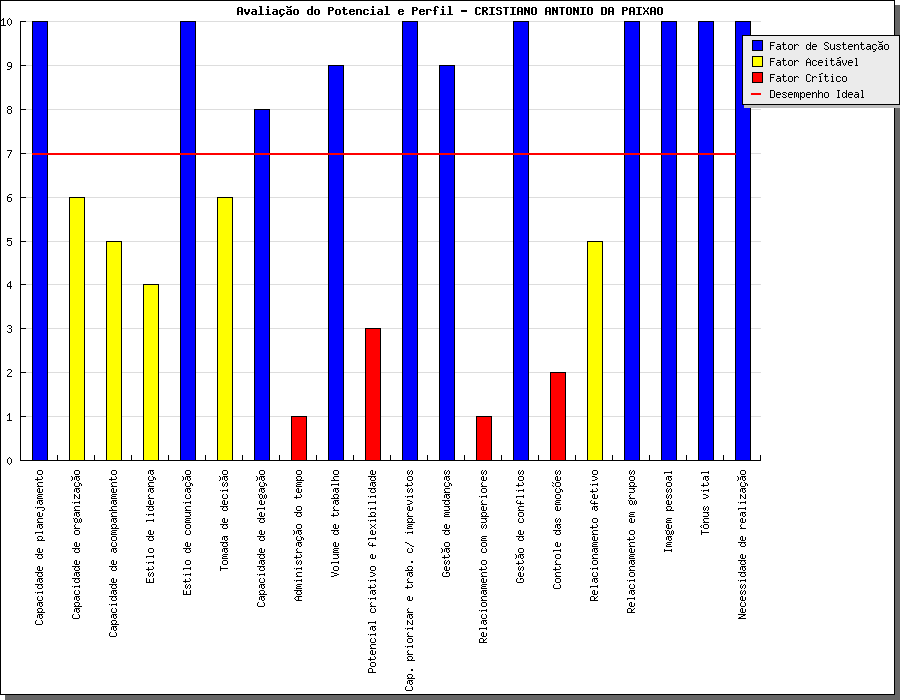 Avaliação do Potencial e Perfil - CRISTIANO ANTONIO DA PAIXAO
Fator de Sustentação
Fator Aceitável
Fator Crítico
Desempenho Ideal
10
9
8
7
6
5
4
3
2
1
0
Capacidade de planejamento
Capacidade de organização
Capacidade de acompanhamento
Estilo de liderança
Estilo de comunicação
Tomada de decisão
Capacidade de delegação
Administração do tempo
Volume de trabalho
Potencial criativo e flexibilidade
Cap. priorizar e trab. c/ imprevistos
Gestão de mudanças
Relacionamento com superiores
Gestão de conflitos
Controle das emoções
Relacionamento afetivo
Relacionamento em grupos
Imagem pessoal
Tônus vital
Necessidade de realização